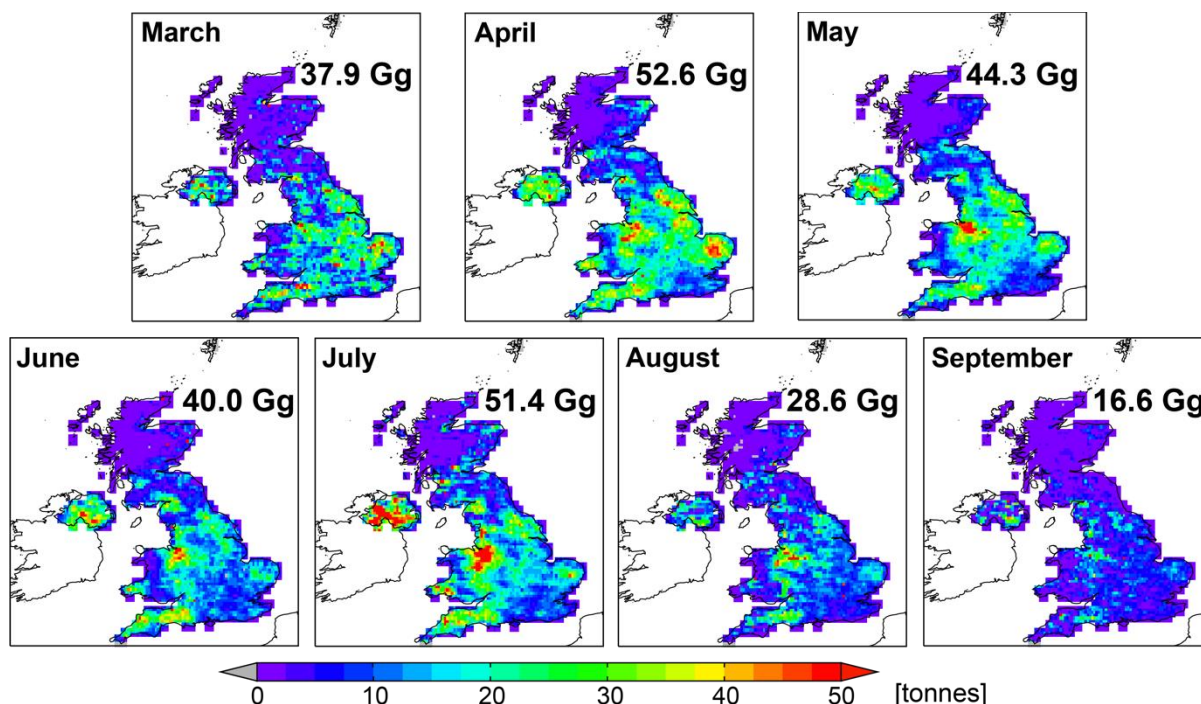 March
37.9 Gg
April
52.6 Gg
May
44.3 Gg
June
40.0 Gg
July
51.4 Gg
August
28.6 Gg
September
16.6 Gg
0 10 20 30 40 50 [tonnes]